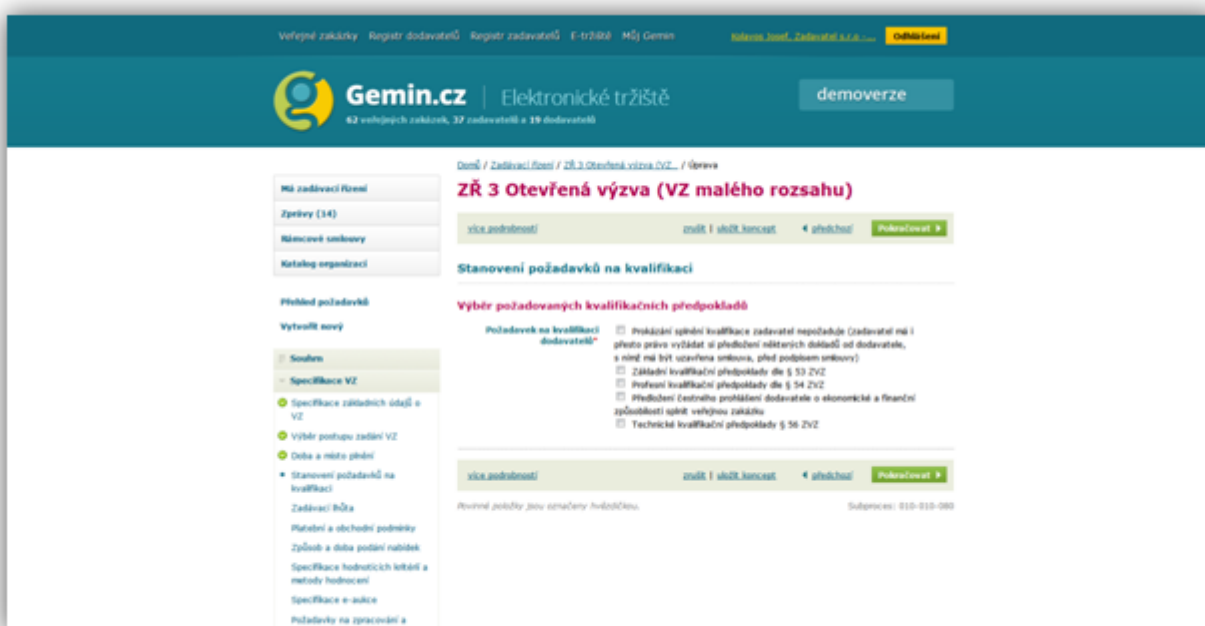 Veřejné zakázky Registr dodavatelů Registr zadavatelů E-tržiště Můj Gemin
Josef, Zadavatel s.r.o -... Odhlášení
Gemin.cz | Elektronické tržiště
demoverze
62 veřejných zakázek, 37 zadavatelů a 19 dodavatelů
Domů / Zadávací řízení / ZŘ 3 Otevřená výzva (VZ... / Úprava
ZŘ 3 Otevřená výzva (VZ malého rozsahu)
Má zadávací řízení
Zprávy (14)
Rámcové smlouvy
Katalog organizací
Přehled požadavků
Vytvořit nový
Souhrn
Specifikace VZ
Specifikace základních údajů o
VZ
Výběr postupu zadání VZ
Doba a místo plnění
Stanovení požadavků na
kvalifikaci
Zadávací lhůta
Platební a obchodní podmínky
Způsob a doba podání nabídek
Specifikace hodnotících kritérií a
metody hodnocení
Specifikace e-aukce
Požadavky na zpracování a
více podrobností zrušit | uložit koncept předchozí Pokračovat
Stanovení požadavků na kvalifikaci
Výběr požadovaných kvalifikačních předpokladů
Požadavek na kvalifikaci
dodavatelů*
Prokázání splnění kvalifikace zadavatel nepožaduje (zadavatel má i
přesto právo vyžádat si předložení některých dokladů od dodavatele,
s nímž má být uzavřena smlouva, před podpisem smlouvy)
Základní kvalifikační předpoklady dle § 53 ZVZ
Profesní kvalifikační předpoklady dle § 54 ZVZ
Předložení čestného prohlášení dodavatele o ekonomické a finanční
způsobilosti splnit veřejnou zakázku
Technické kvalifikační předpoklady § 56 ZVZ
více podrobností zrušit | uložit koncept předchozí Pokračovat
Povinné položky jsou označeny hvězdičkou.
Subproces: 010-010-080